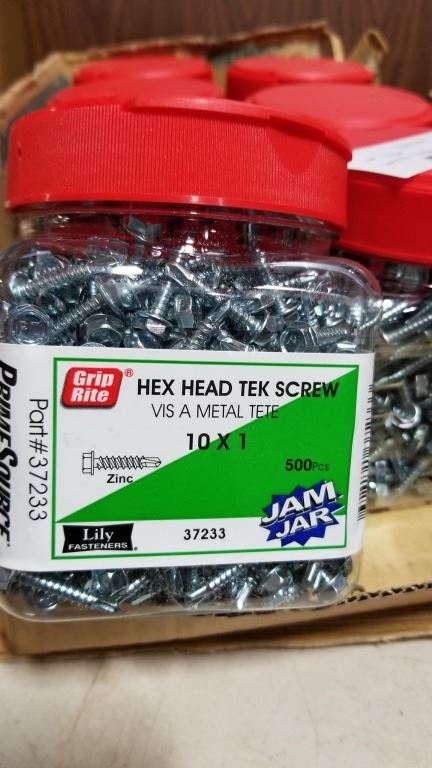 Grip
Rite®
HEX HEAD TEK SCREW
VIS A METAL TETE
10 X 1
500Pcs
Zinc
JAM
JAR
Lily
FASTENERS®
37233
Part#37233
PRIMESOURCE